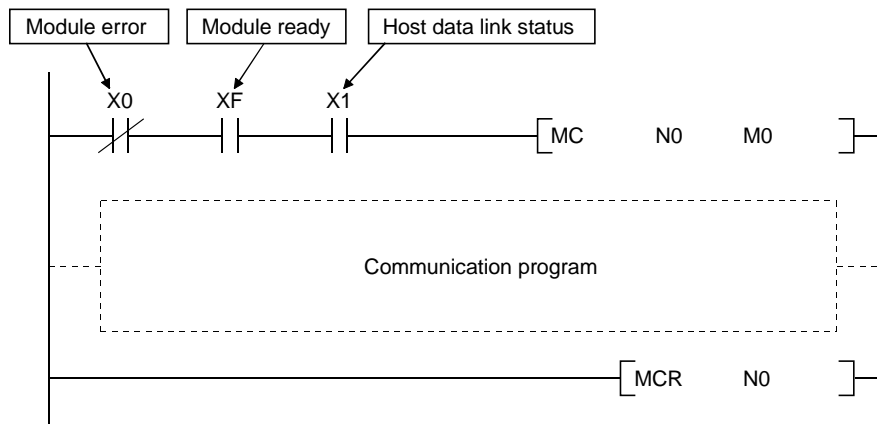 Module error Module ready Host data link status
X0 XF X1
MC N0 M0
Communication program
MCR N0